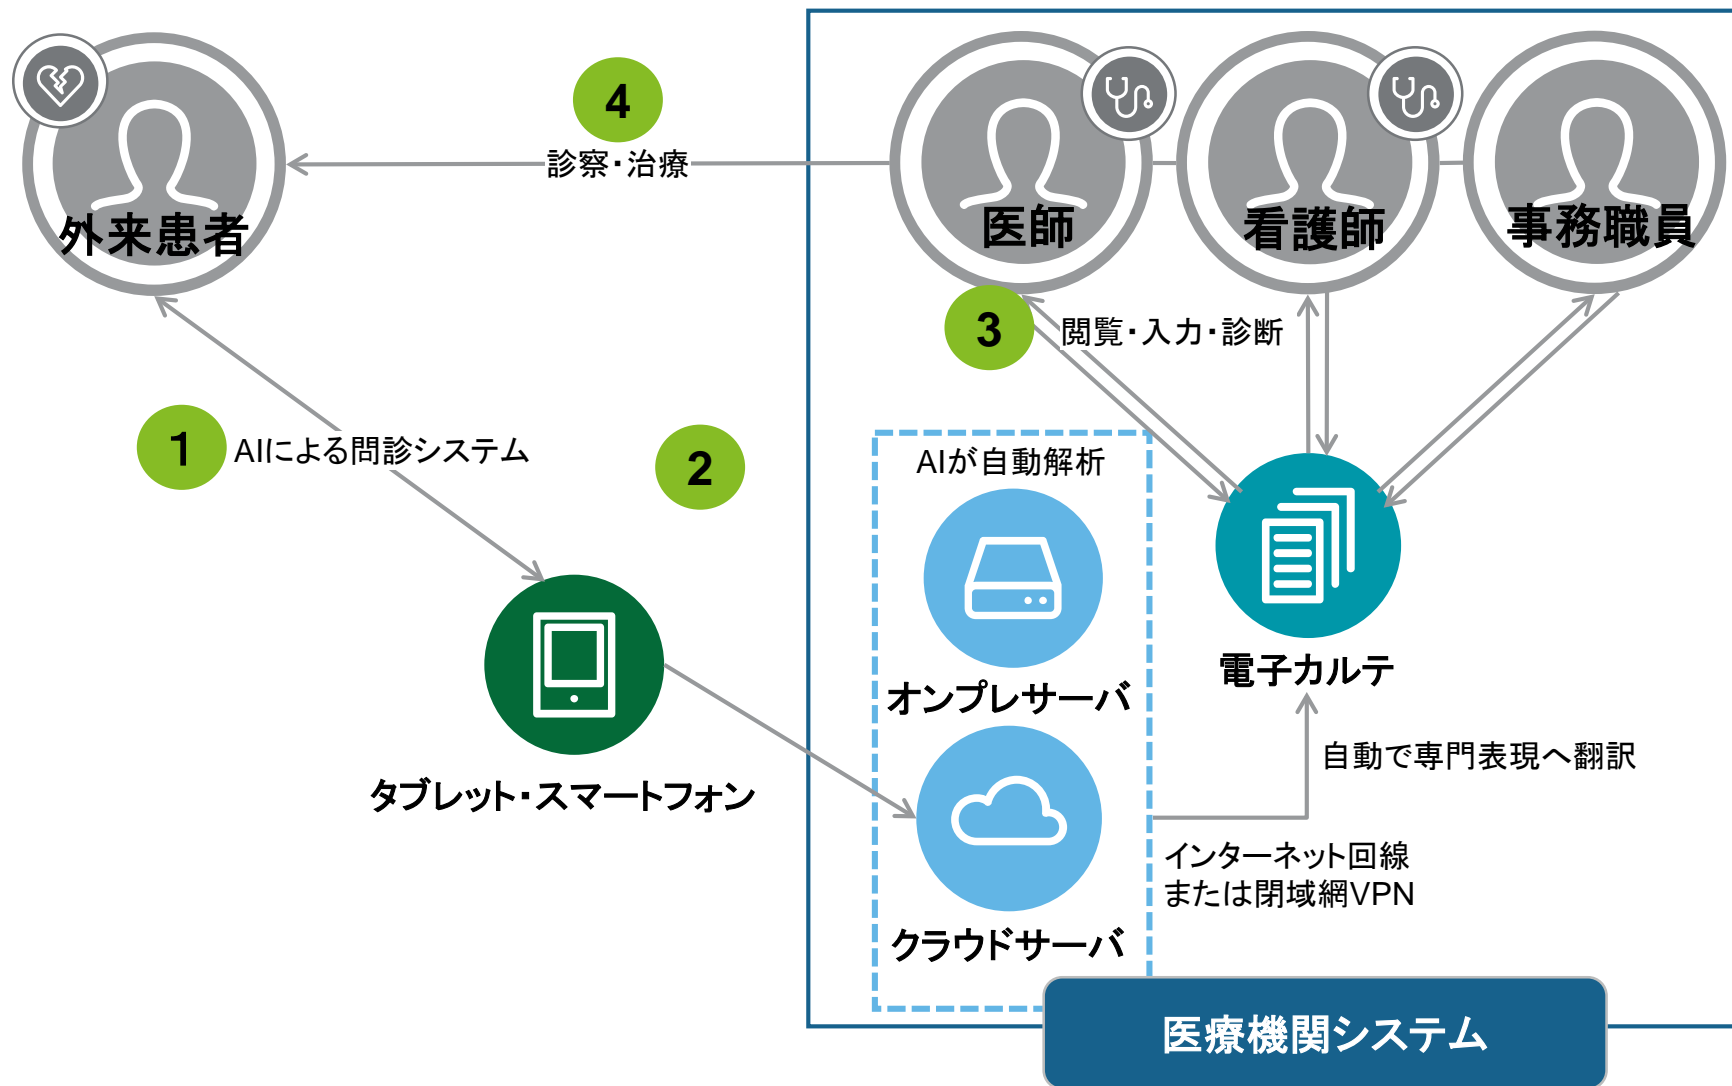 外来患者
4
診察・治療
医師
看護師
事務職員
3
閲覧・入力・診断
1
AIによる問診システム
2
AIが自動解析
オンプレサーバ
電子カルテ
タブレット・スマートフォン
自動で専門表現へ翻訳
インターネット回線
または閉域網VPN
クラウドサーバ
医療機関システム